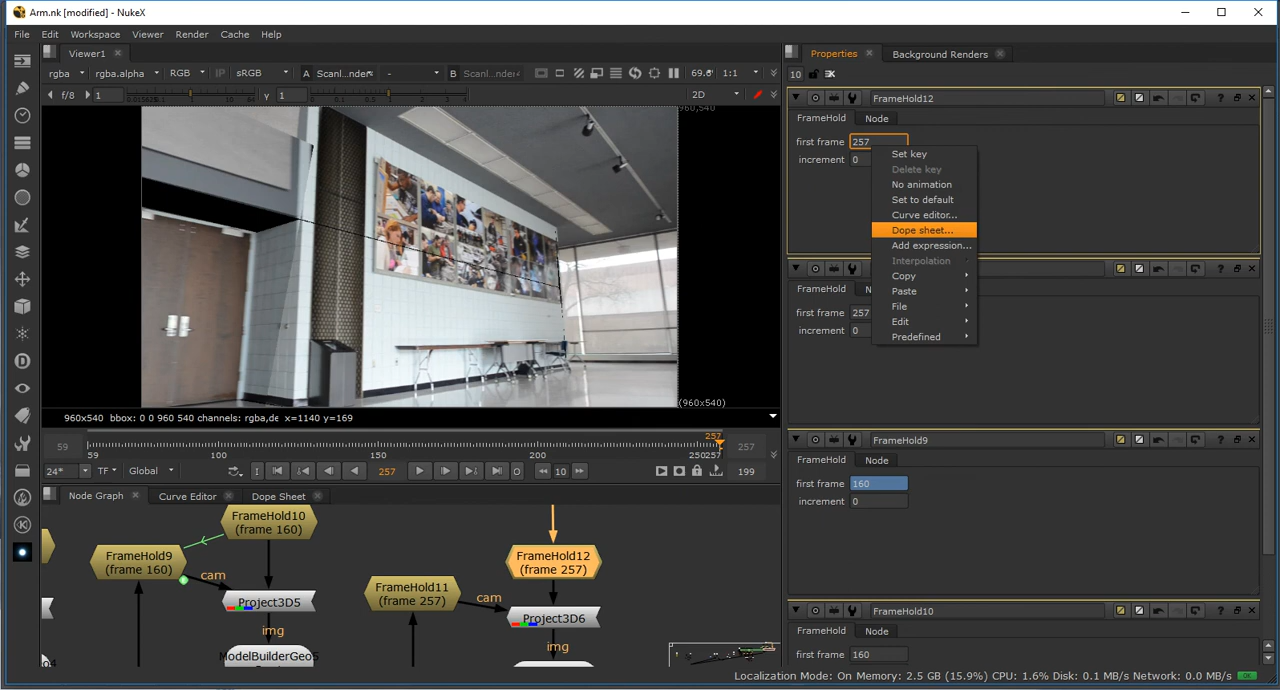 Arm.nk [modified] - NukeX
File Edit Workspace Viewer Render Cache Help
Viewer1
rgba rgba.alpha RGB IP sRGB A Scanl...nder - B Scanl...nder 69.6 1:1
f/8 1 γ 1 2D
960,540
(960x540)
960x540 bbox: 0 0 960 540 channels: rgba,de x=1140 y=169
59 59 100 150 200 250 257 257 257
24* TF Global 257 10 199
Node Graph Curve Editor Dope Sheet
FrameHold10
(frame 160)
FrameHold9
(frame 160)
cam
Project3D5
img
ModelBuilderGeo5
FrameHold12
(frame 257)
FrameHold11
(frame 257)
cam
Project3D6
img
Properties Background Renders
10
FrameHold12
FrameHold Node
first frame 257
increment 0
Set key
Delete key
No animation
Set to default
Curve editor...
Dope sheet...
Add expression...
Interpolation
Copy
Paste
File
Edit
Predefined
FrameHold N
first frame 257
increment 0
FrameHold9
FrameHold Node
first frame 160
increment 0
FrameHold10
FrameHold Node
first frame 160
Localization Mode: On Memory: 2.5 GB (15.9%) CPU: 1.6% Disk: 0.1 MB/s Network: 0.0 MB/s